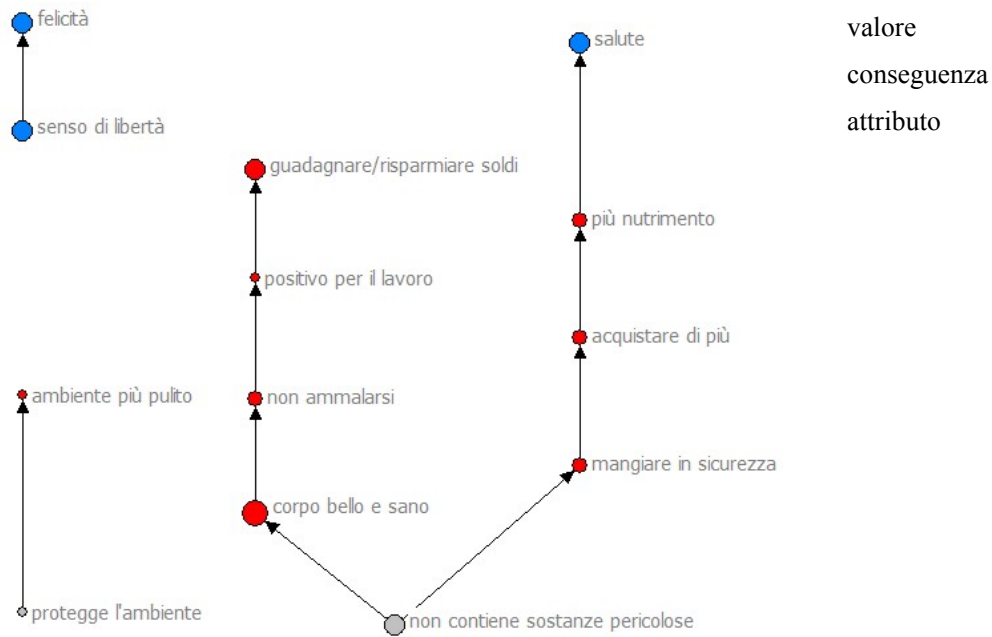 felicità
salute
valore
conseguenza
attributo
senso di libertà
guadagnare/risparmiare soldi
più nutrimento
positivo per il lavoro
acquistare di più
ambiente più pulito
non ammalarsi
mangiare in sicurezza
corpo bello e sano
protegge l'ambiente
non contiene sostanze pericolose